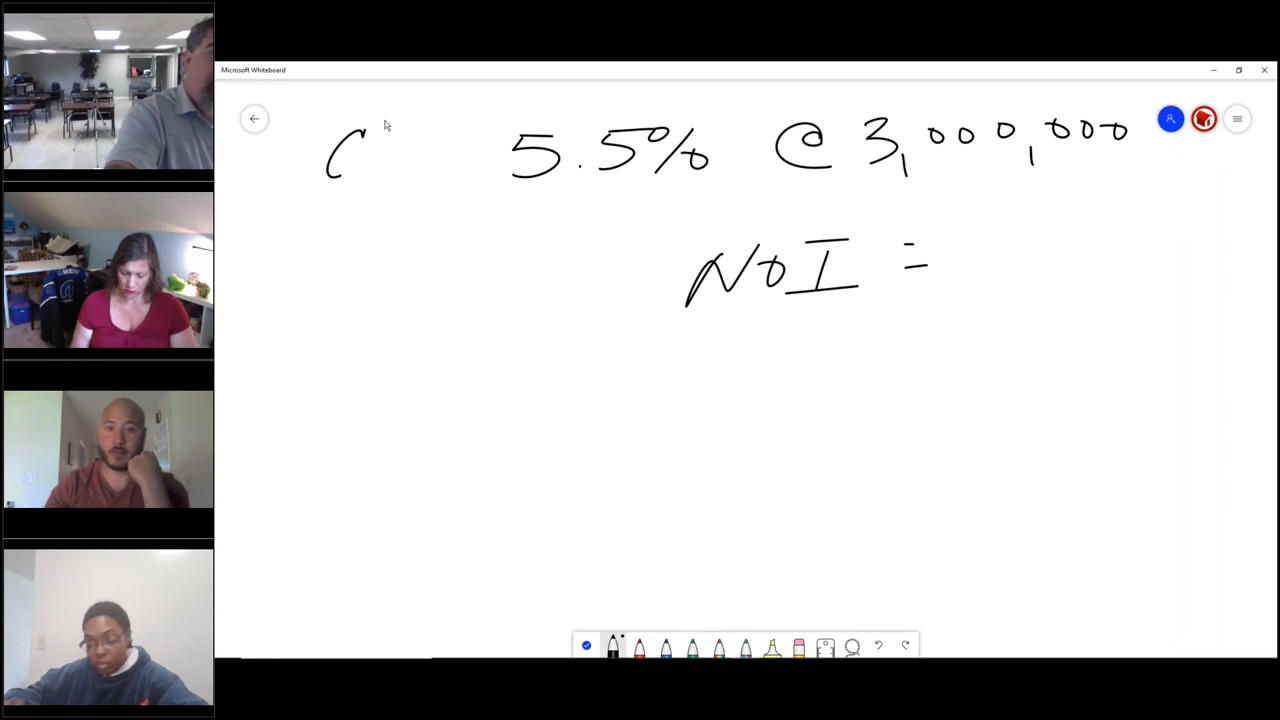 Microsoft Whiteboard
C 5.5% @ 3,000,000
NOI =